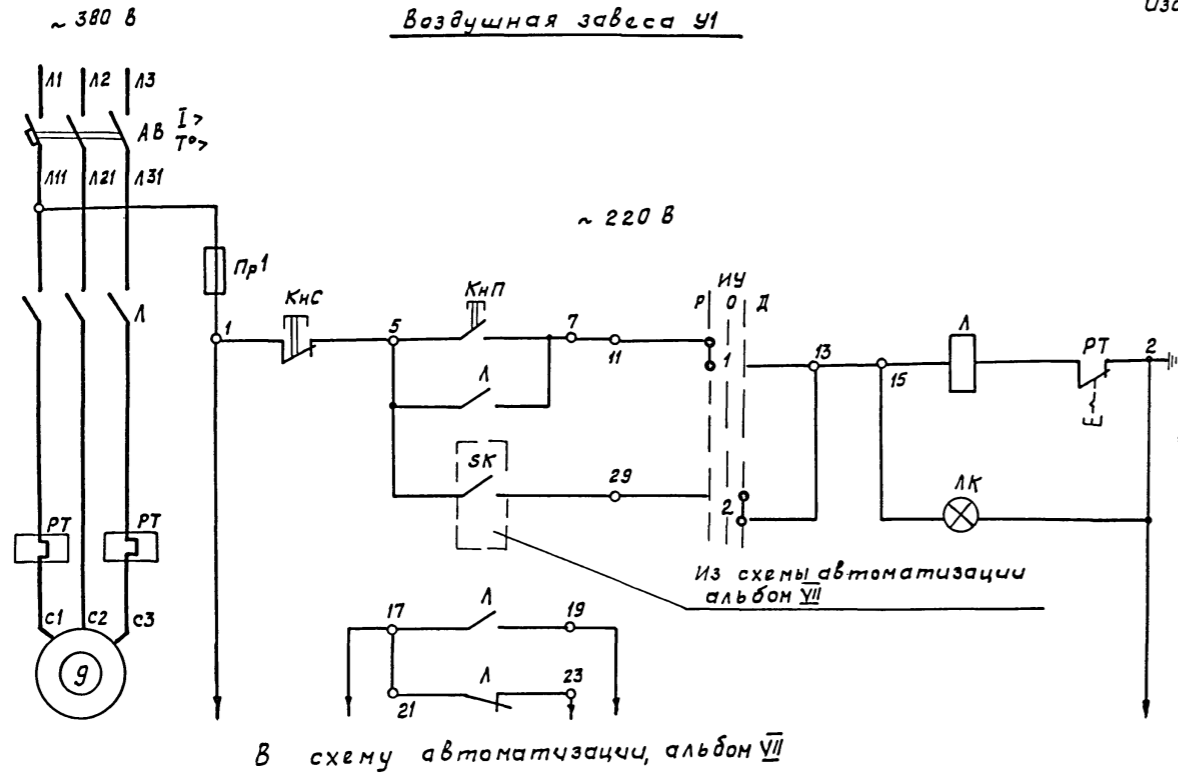 ~ 380 В
Воздушная завеса У1
Л1 Л2 Л3
АВ I>
T°>
Л11 Л21 Л31
~ 220 В
Пр1
КнС
КнП
ИУ
Р О Д
Л
1
5
7
11
1
13
15
Л
РТ
2
Л
SK
29
2
ЛК
РТ
РТ
Из схемы автоматизации
альбом VII
С1 С2 С3
9
17
Л
19
21
Л
23
В схему автоматизации, альбом VII